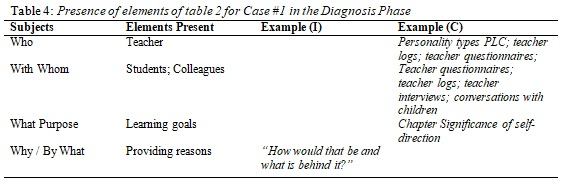 Table 4: Presence of elements of table 2 for Case #1 in the Diagnosis Phase
Subjects Elements Present Example (I) Example (C)
Who Teacher Personality types PLC; teacher
logs; teacher questionnaires;
With Whom Students; Colleagues Teacher questionnaires;
teacher logs; teacher
interviews; conversations with
children
What Purpose Learning goals Chapter Significance of self-
direction
Why / By What Providing reasons “How would that be and
what is behind it?”